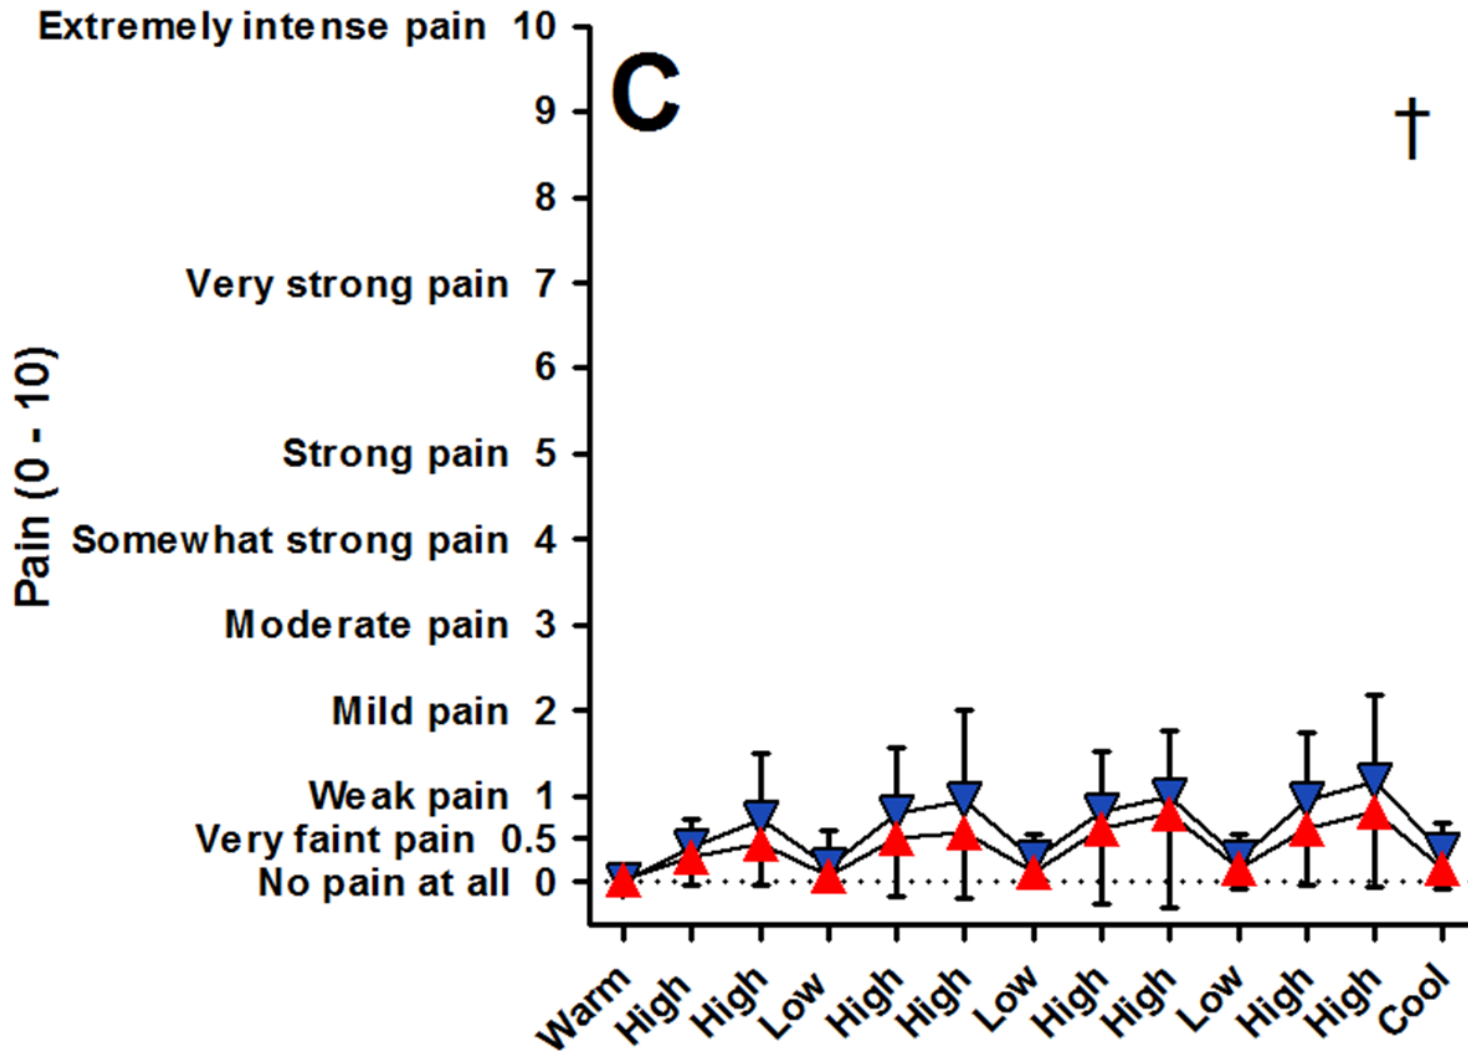 Extremely intense pain 10
C
9
†
8
Very strong pain 7
6
Strong pain 5
Somewhat strong pain 4
Moderate pain 3
Mild pain 2
Weak pain 1
Very faint pain 0.5
No pain at all 0
Pain (0 - 10)
Warm
High
High
Low
High
High
Low
High
High
Low
High
High
Cool